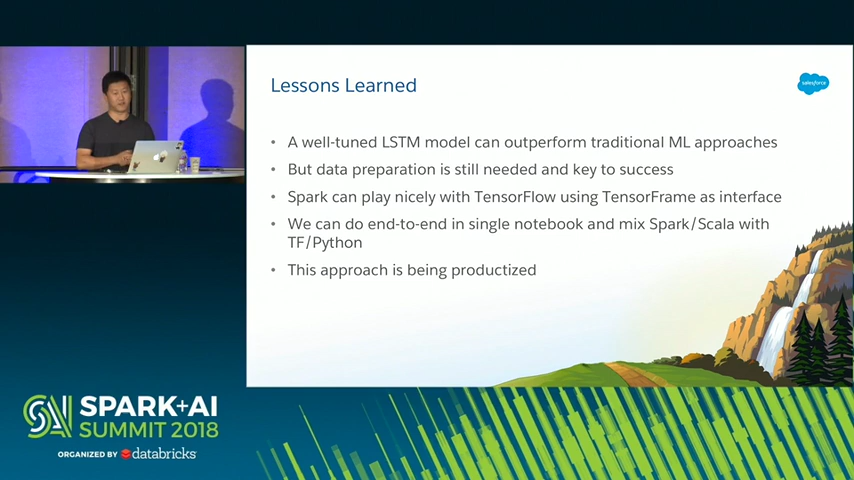 Lessons Learned
salesforce
• A well-tuned LSTM model can outperform traditional ML approaches
• But data preparation is still needed and key to success
• Spark can play nicely with TensorFlow using TensorFrame as interface
• We can do end-to-end in single notebook and mix Spark/Scala with
TF/Python
• This approach is being productized
SPARK+AI
SUMMIT 2018
ORGANIZED BY databricks